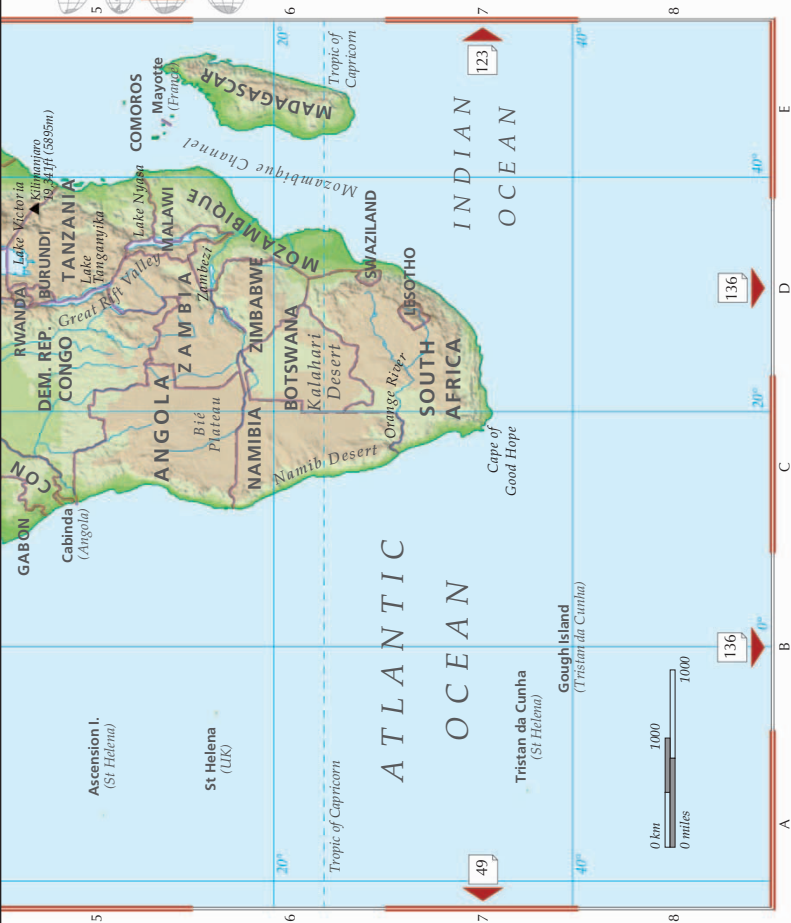 5
6
7
8
E
D
C
B
A
5
6
7
8
20°
40°
40°
20°
0°
20°
40°
123
136
136
49
GABON
CON
Cabinda
(Angola)
DEM. REP.
CONGO
RWANDA
BURUNDI
Lake Victoria
Kilimanjaro
19,341ft (5895m)
TANZANIA
Lake
Tanganyika
Great Rift Valley
Lake Nyasa
MALAWI
COMOROS
Mayotte
(France)
MADAGASCAR
Mozambique Channel
MOZAMBIQUE
ANGOLA
Bié
Plateau
ZAMBIA
Zambezi
ZIMBABWE
NAMIBIA
Namib Desert
BOTSWANA
Kalahari
Desert
SWAZILAND
LESOTHO
Orange River
SOUTH
AFRICA
Cape of
Good Hope
Tropic of
Capricorn
INDIAN
OCEAN
ATLANTIC
OCEAN
Ascension I.
(St Helena)
St Helena
(UK)
Tropic of Capricorn
Tristan da Cunha
(St Helena)
Gough Island
(Tristan da Cunha)
0 km
1000
0 miles
1000